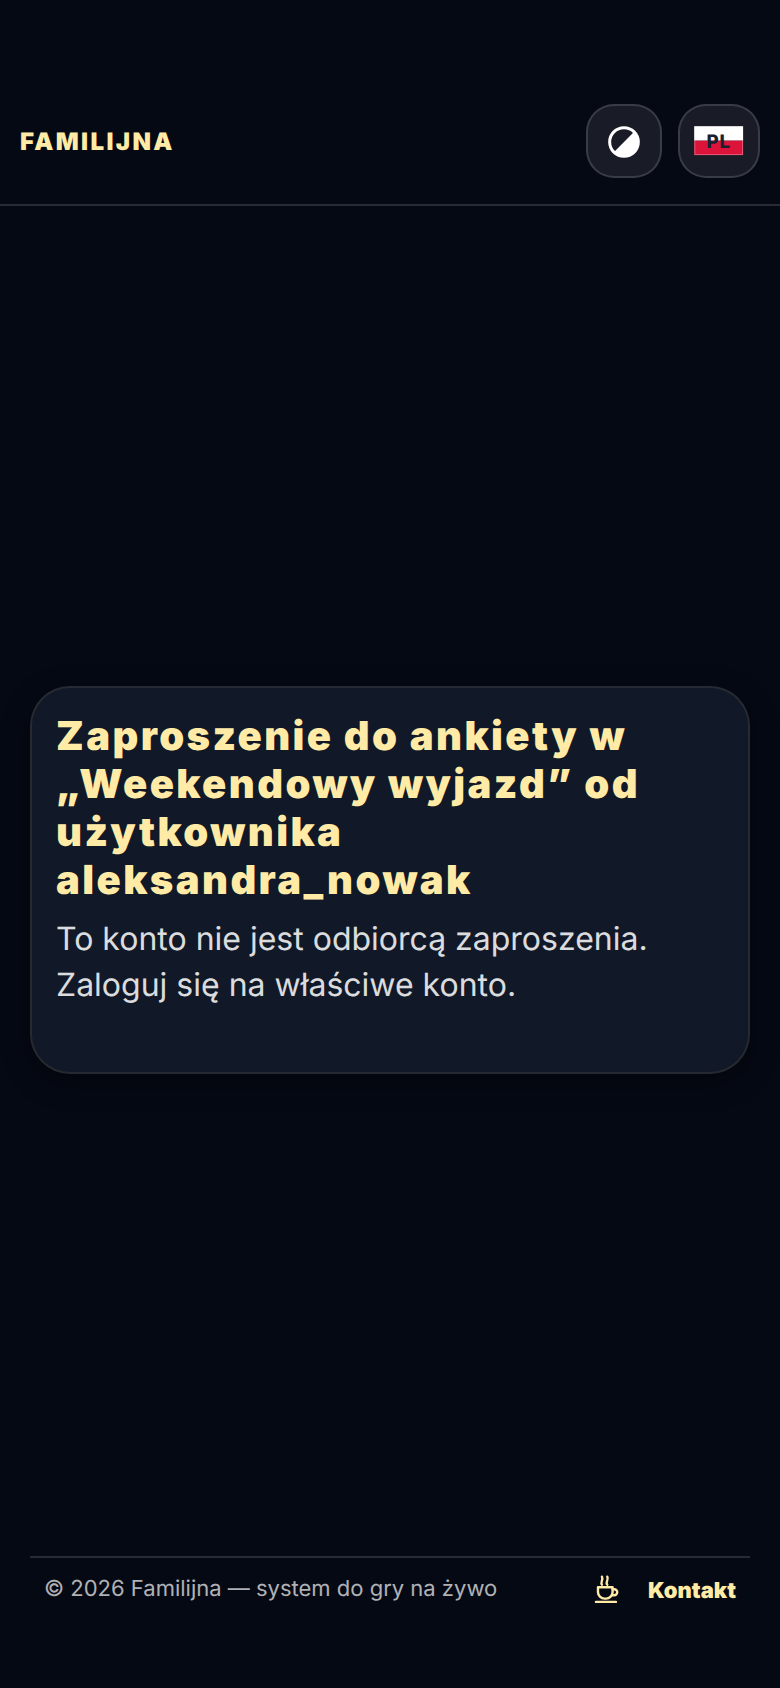 FAMILIJNA
PL
Zaproszenie do ankiety w
„Weekendowy wyjazd” od
użytkownika
aleksandra_nowak
To konto nie jest odbiorcą zaproszenia.
Zaloguj się na właściwe konto.
© 2026 Familijna — system do gry na żywo
Kontakt